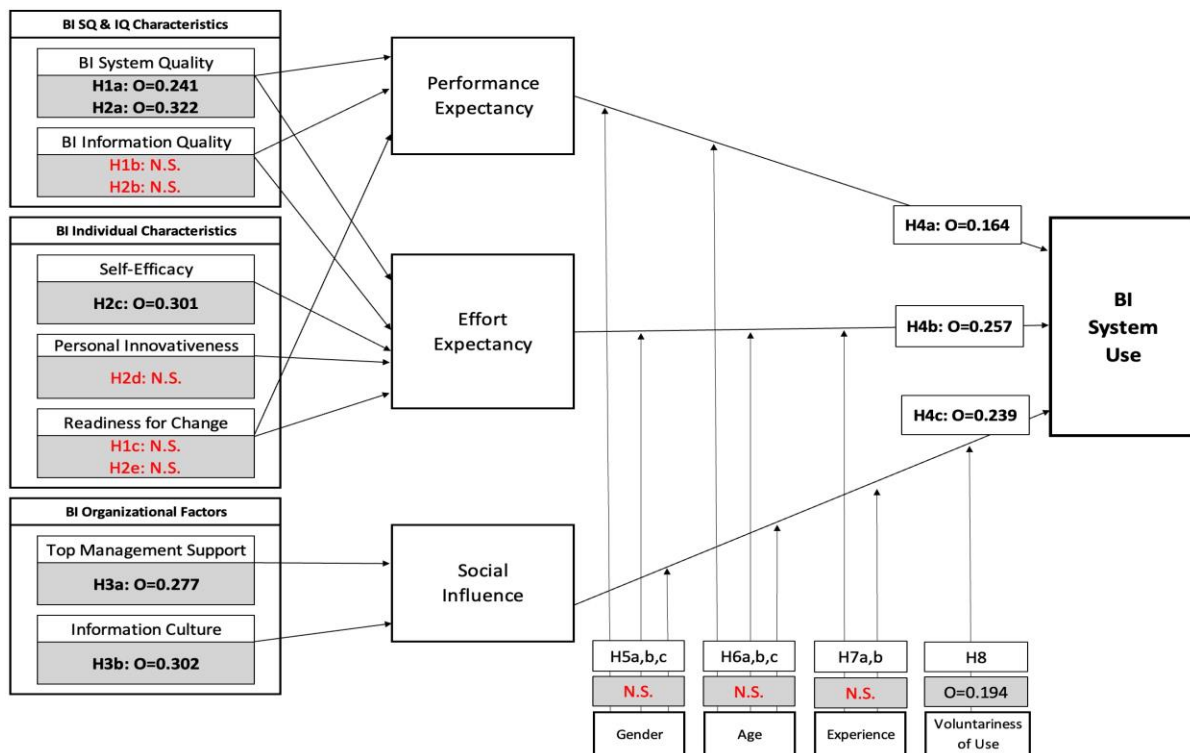 BI SQ & IQ Characteristics
BI System Quality
H1a: O=0.241
H2a: O=0.322
BI Information Quality
H1b: N.S.
H2b: N.S.
BI Individual Characteristics
Self-Efficacy
H2c: O=0.301
Personal Innovativeness
H2d: N.S.
Readiness for Change
H1c: N.S.
H2e: N.S.
BI Organizational Factors
Top Management Support
H3a: O=0.277
Information Culture
H3b: O=0.302
Performance
Expectancy
Effort
Expectancy
Social
Influence
H4a: O=0.164
H4b: O=0.257
H4c: O=0.239
BI
System
Use
H5a,b,c
N.S.
Gender
H6a,b,c
N.S.
Age
H7a,b
N.S.
Experience
H8
O=0.194
Voluntariness
of Use